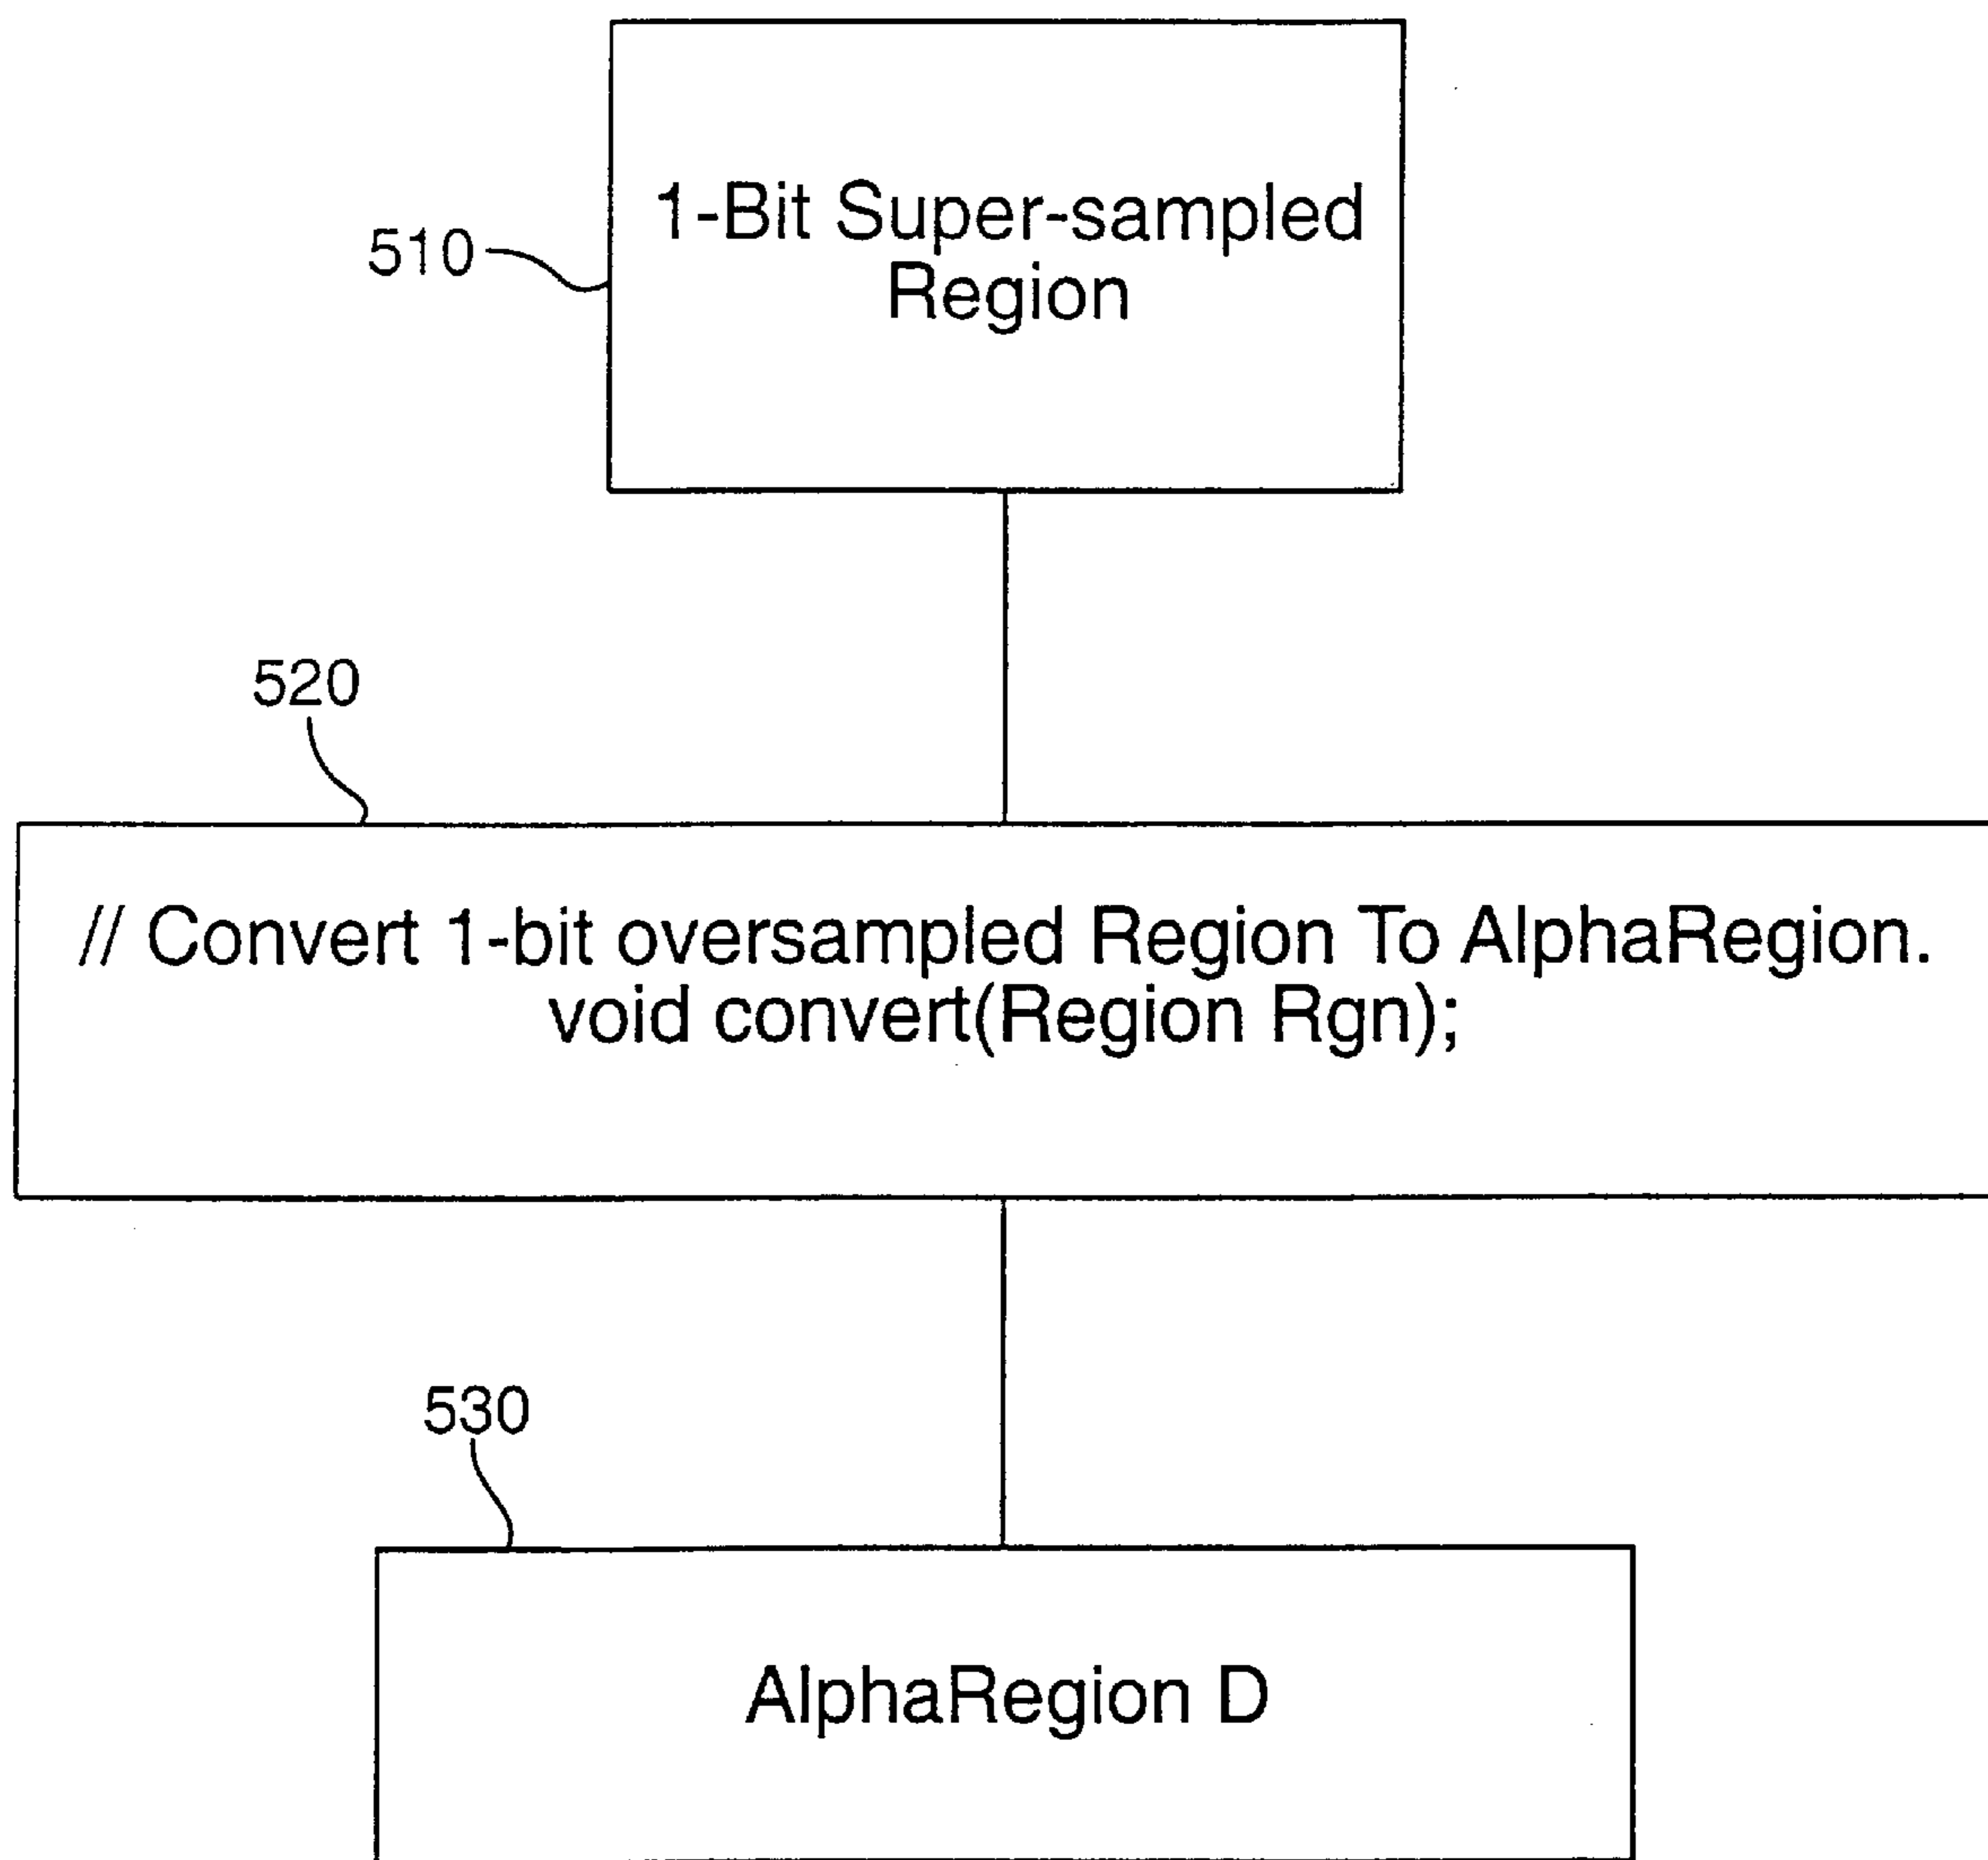 1-Bit Super-sampled
Region
510
520
// Convert 1-bit oversampled Region To AlphaRegion.
void convert(Region Rgn);
530
AlphaRegion D